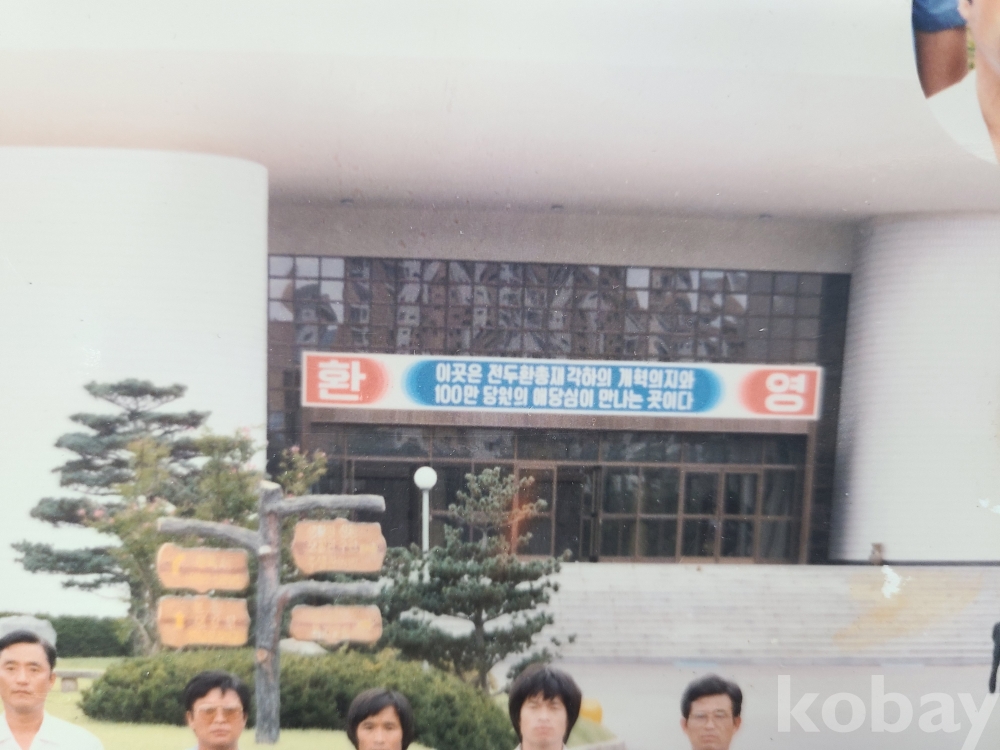 환
이곳은 전두환총재 각하의 개혁의지와
100만 당원의 애당심이 만나는 곳이다
영
kobay